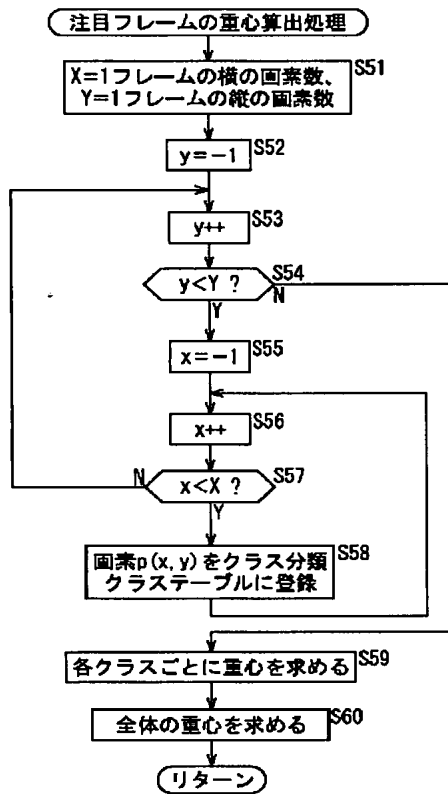 注目フレームの重心算出処理
X=1フレームの横の画素数、
Y=1フレームの縦の画素数
S51
y=-1
S52
y++
S53
y<Y ?
S54
N
Y
x=-1
S55
x++
S56
x<X ?
S57
N
Y
画素p(x,y)をクラス分類
クラステーブルに登録
S58
各クラスごとに重心を求める
S59
全体の重心を求める
S60
リターン